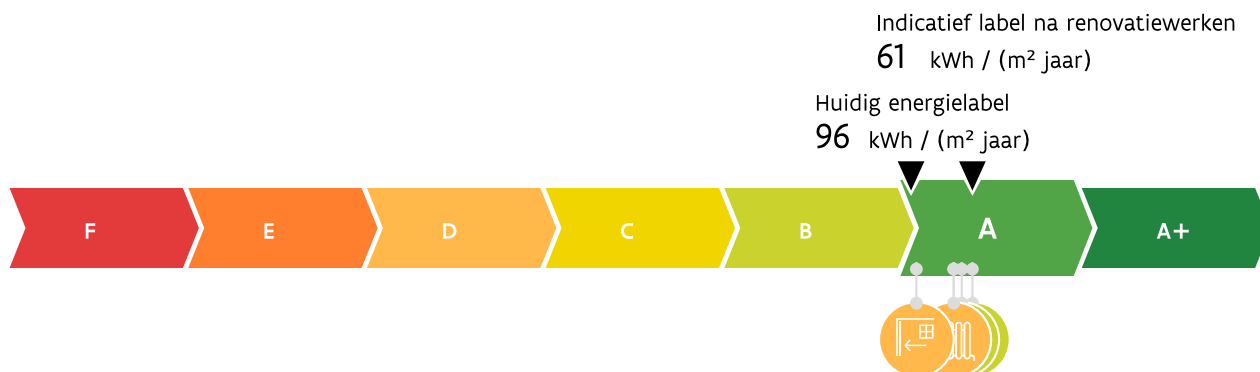 Indicatief label na renovatiewerken
61 kWh / (m² jaar)
Huidig energielabel
96 kWh / (m² jaar)
F E D C B A A+